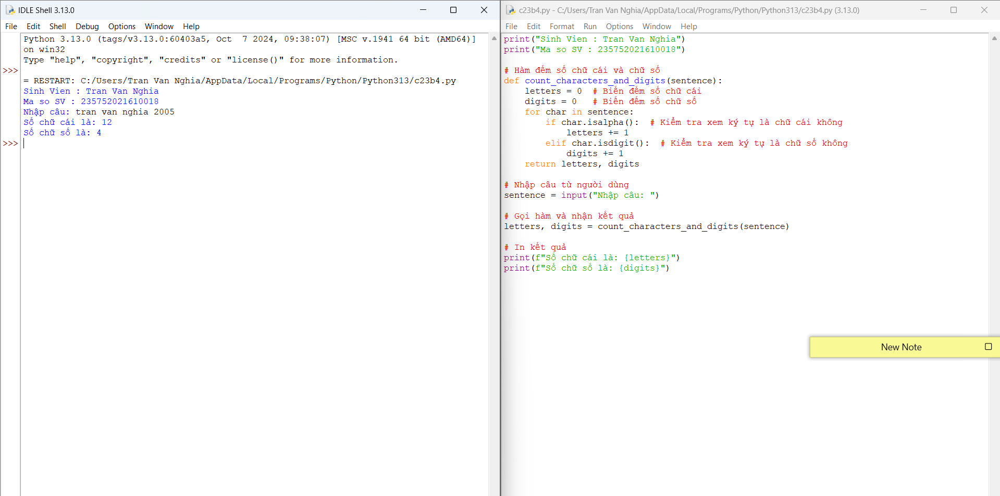 IDLE Shell 3.13.0
File Edit Shell Debug Options Window Help
Python 3.13.0 (tags/v3.13.0:60403a5, Oct  7 2024, 09:38:07) [MSC v.1941 64 bit (AMD64)]
on win32
Type "help", "copyright", "credits" or "license()" for more information.
>>>
= RESTART: C:/Users/Tran Van Nghia/AppData/Local/Programs/Python/Python313/c23b4.py
Sinh Vien : Tran Van Nghia
Ma so SV : 235752021610018
Nhập câu: tran van nghia 2005
Số chữ cái là: 12
Số chữ số là: 4
>>>
c23b4.py - C:/Users/Tran Van Nghia/AppData/Local/Programs/Python/Python313/c23b4.py (3.13.0)
File Edit Format Run Options Window Help
print("Sinh Vien : Tran Van Nghia")
print("Ma so SV : 235752021610018")
# Hàm đếm số chữ cái và chữ số
def count_characters_and_digits(sentence):
    letters = 0  # Biến đếm số chữ cái
    digits = 0   # Biến đếm số chữ số
    for char in sentence:
        if char.isalpha():  # Kiểm tra xem ký tự là chữ cái không
            letters += 1
        elif char.isdigit():  # Kiểm tra xem ký tự là chữ số không
            digits += 1
    return letters, digits
# Nhập câu từ người dùng
sentence = input("Nhập câu: ")
# Gọi hàm và nhận kết quả
letters, digits = count_characters_and_digits(sentence)
# In kết quả
print(f"Số chữ cái là: {letters}")
print(f"Số chữ số là: {digits}")
New Note